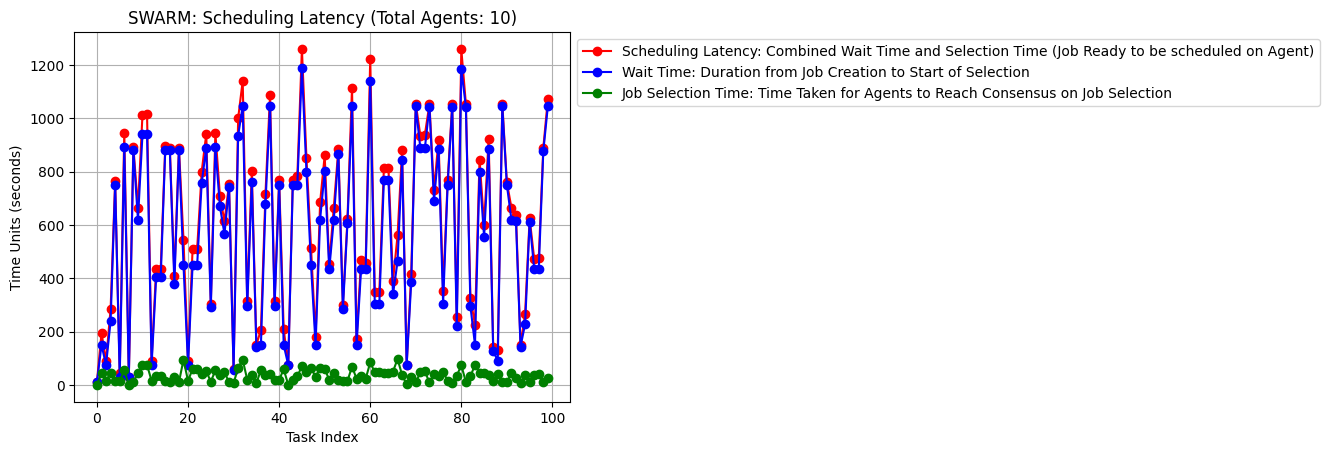 SWARM: Scheduling Latency (Total Agents: 10)
Scheduling Latency: Combined Wait Time and Selection Time (Job Ready to be scheduled on Agent)
Wait Time: Duration from Job Creation to Start of Selection
Job Selection Time: Time Taken for Agents to Reach Consensus on Job Selection
Time Units (seconds)
1200
1000
800
600
400
200
0
0 20 40 60 80 100
Task Index